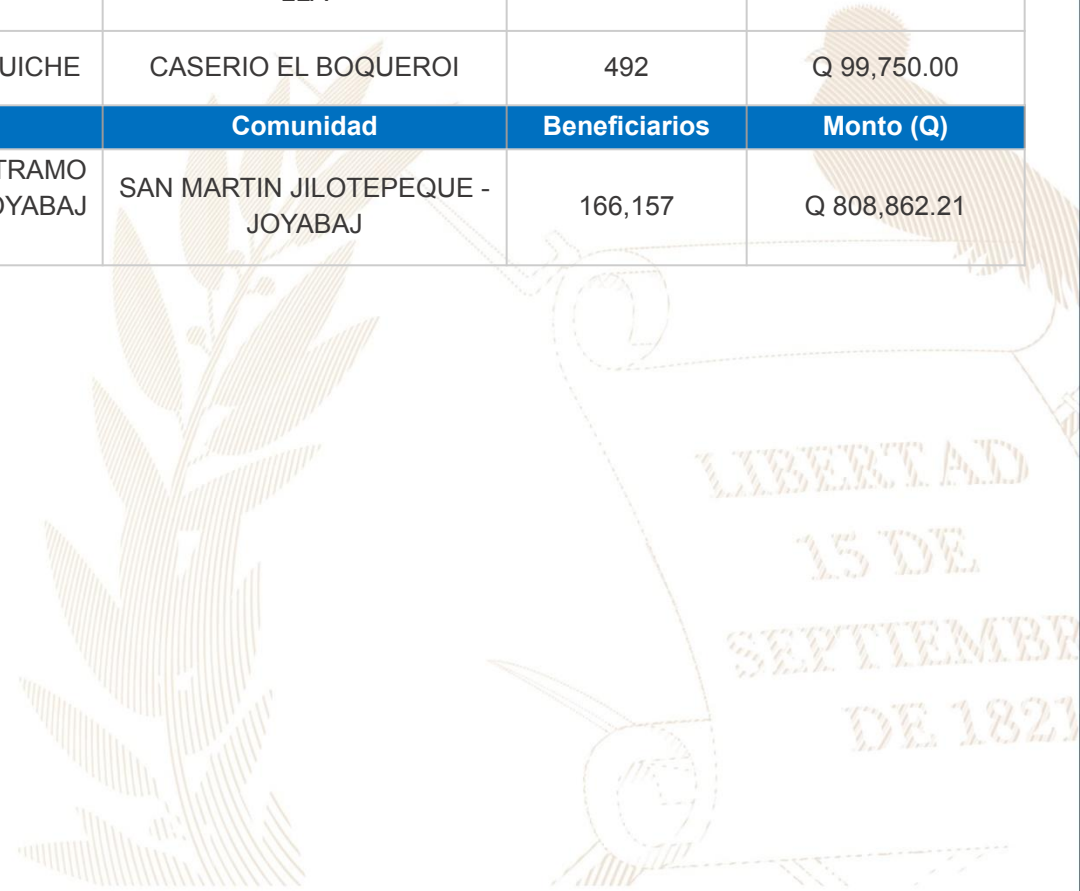 UICHE CASERIO EL BOQUEROI 492 Q 99,750.00
Comunidad Beneficiarios Monto (Q)
TRAMO
OYABAJ
SAN MARTIN JILOTEPEQUE -
JOYABAJ
166,157 Q 808,862.21
LIBERTAD
15 DE
SEPTIEMBR
DE 1821